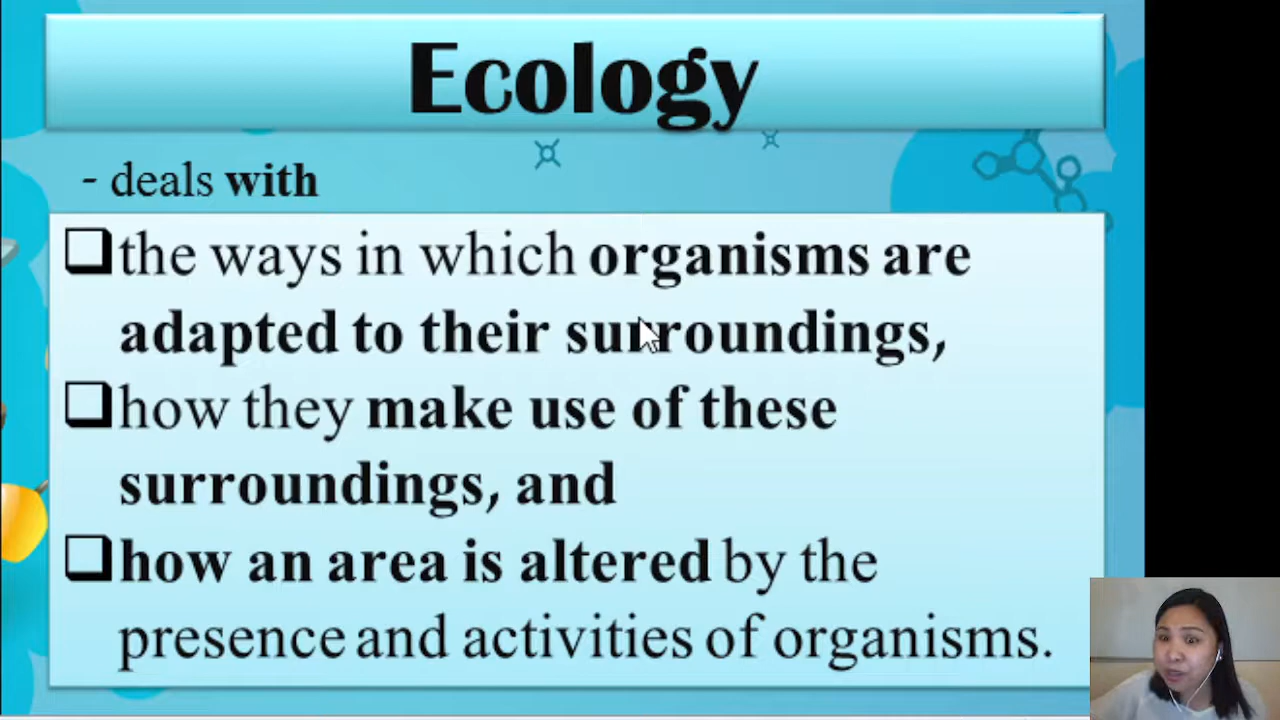 Ecology
- deals with
the ways in which organisms are
adapted to their surroundings,
how they make use of these
surroundings, and
how an area is altered by the
presence and activities of organisms.